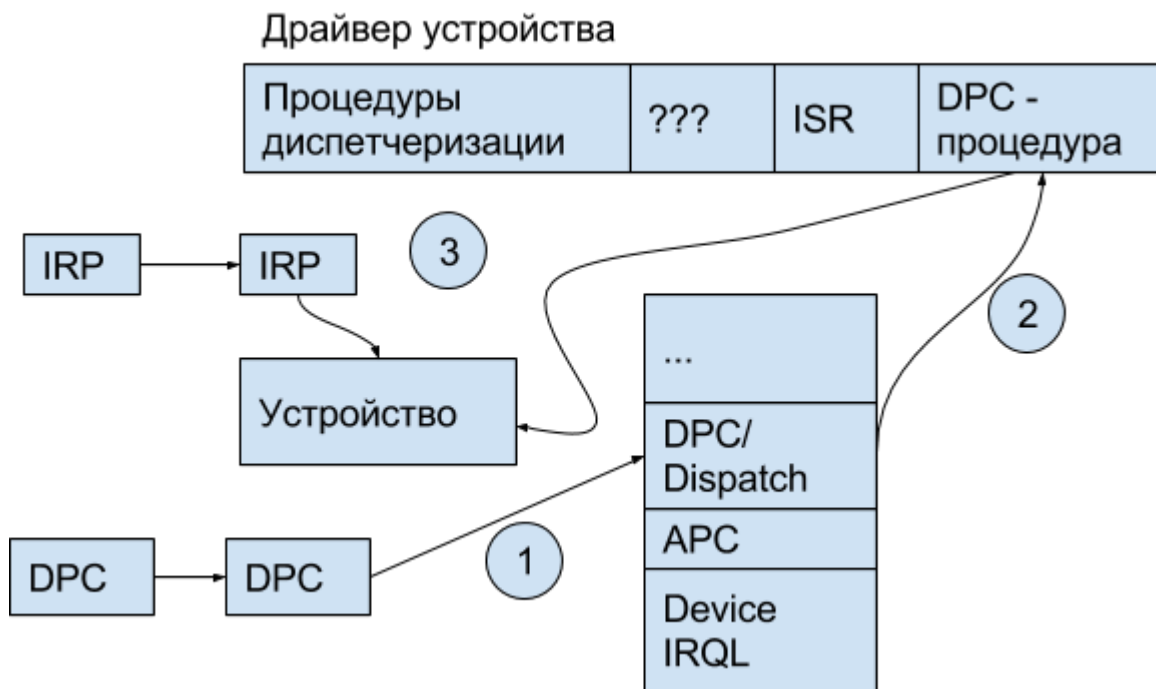 Драйвер устройства
Процедуры
диспетчеризации
???
ISR
DPC -
процедура
IRP
IRP
3
2
...
Устройство
DPC/
Dispatch
1
APC
DPC
DPC
Device
IRQL